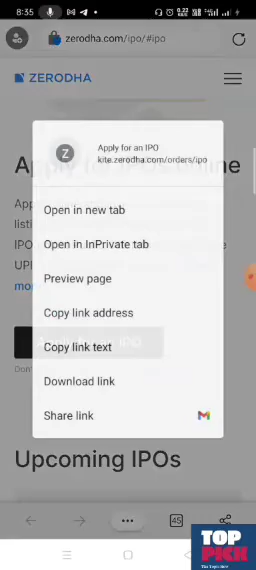 8:35
zerodha.com/ipo/#ipo
ZERODHA
Z
Apply for an IPO
kite.zerodha.com/orders/ipo
Open in new tab
Open in InPrivate tab
Preview page
Copy link address
Copy link text
Download link
Share link
Upcoming IPOs
45
TOP
PICK